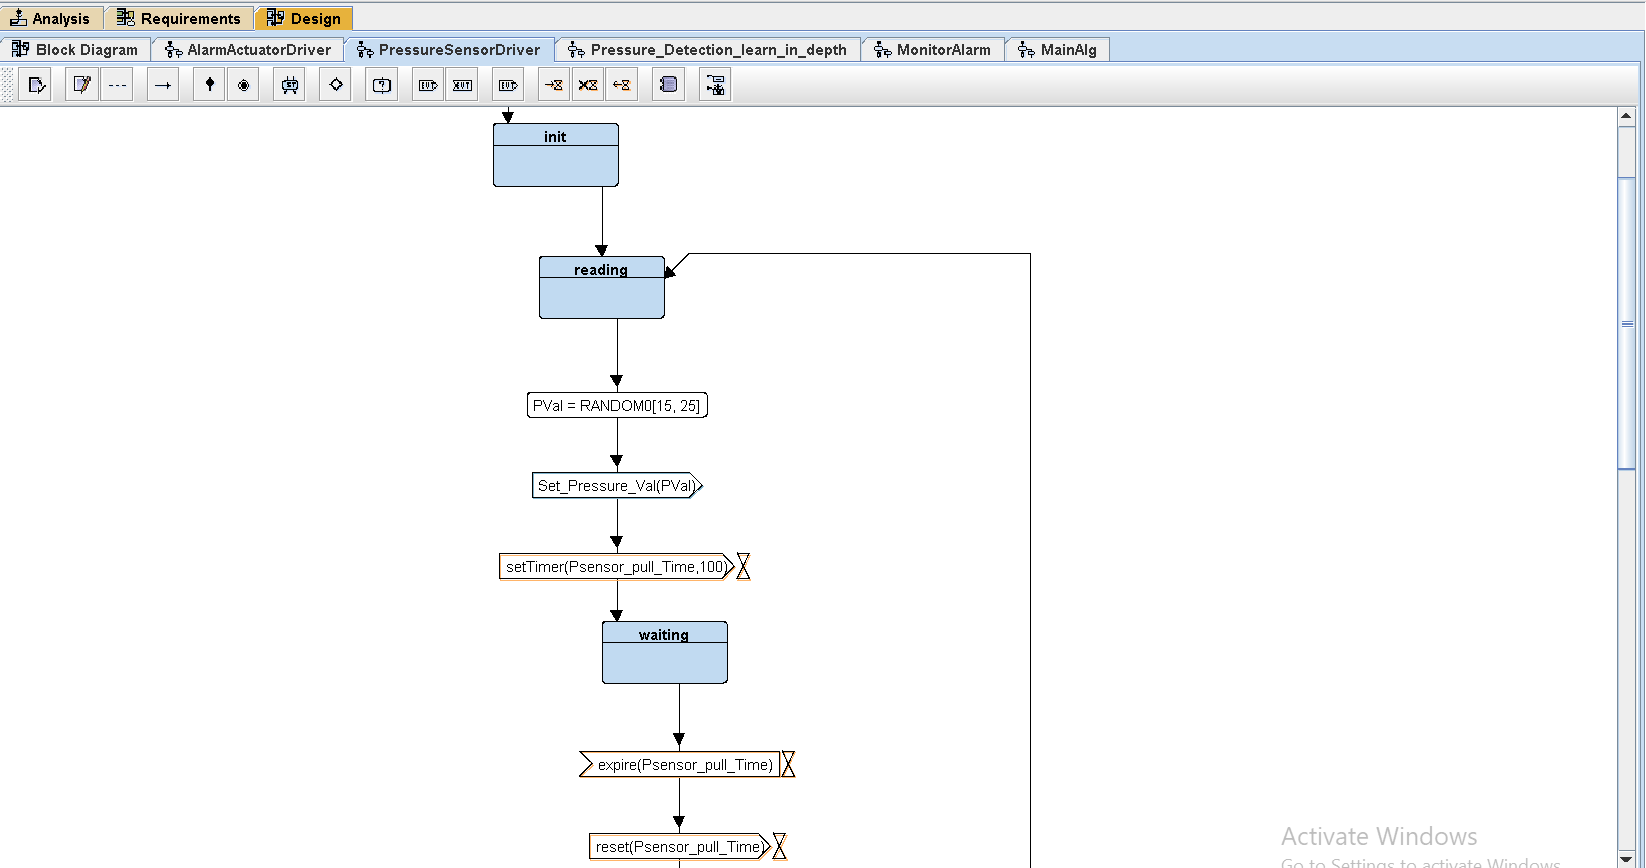 Analysis Requirements Design
Block Diagram AlarmActuatorDriver PressureSensorDriver Pressure_Detection_learn_in_depth MonitorAlarm MainAlg
init
reading
PVal = RANDOM0[15, 25]
Set_Pressure_Val(PVal)
setTimer(Psensor_pull_Time,100)
waiting
expire(Psensor_pull_Time)
reset(Psensor_pull_Time)
Activate Windows
Go to Settings to activate Windows.